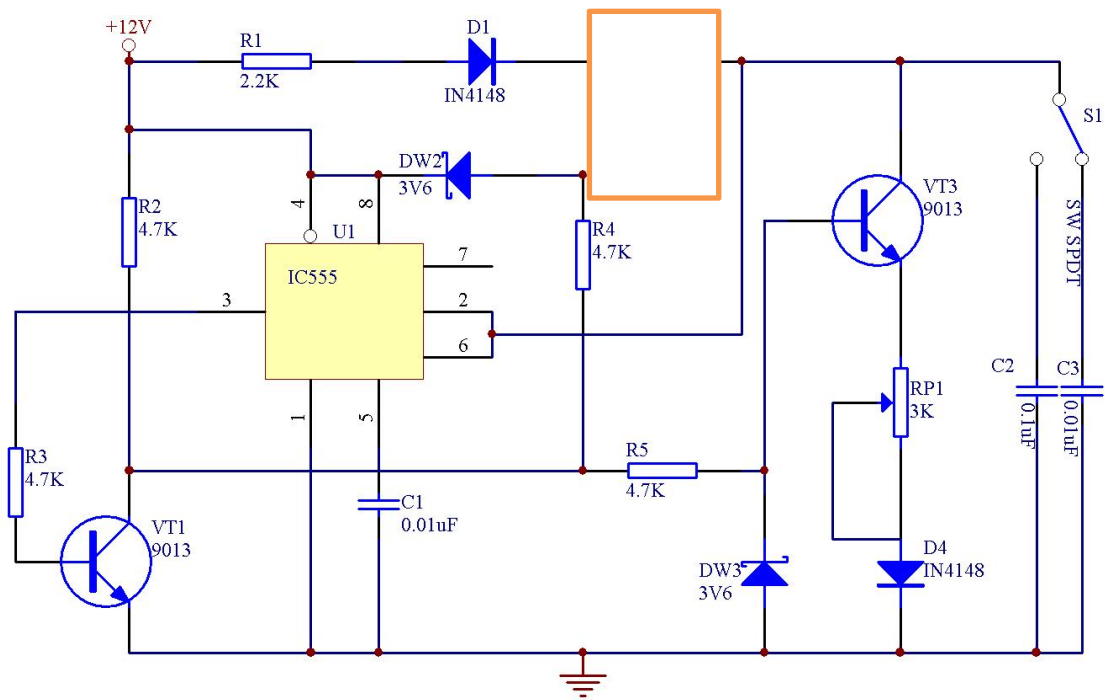 +12V
R1
2.2K
D1
IN4148
S1
SW SPDT
DW2
3V6
VT3
9013
R2
4.7K
4
8
U1
IC555
7
2
6
3
1
5
R4
4.7K
RP1
3K
C2
0.1uF
C3
0.01uF
R3
4.7K
R5
4.7K
C1
0.01uF
VT1
9013
DW3
3V6
D4
IN4148